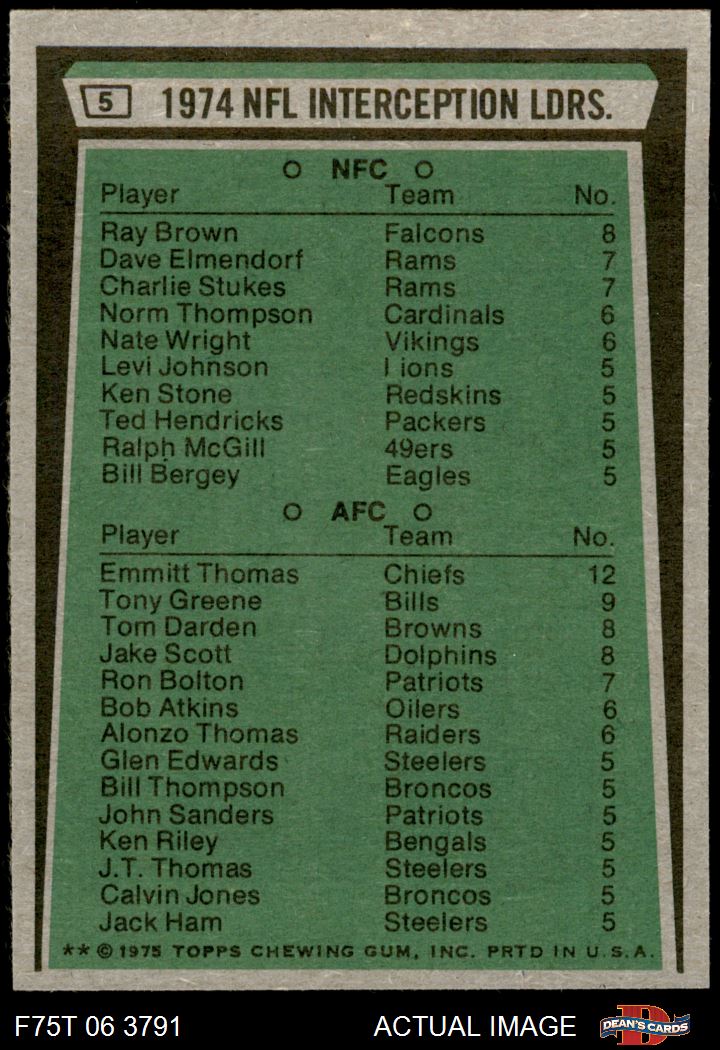 5 1974 NFL INTERCEPTION LDRS.
NFC
Player Team No.
Ray Brown Falcons 8
Dave Elmendorf Rams 7
Charlie Stukes Rams 7
Norm Thompson Cardinals 6
Nate Wright Vikings 6
Levi Johnson Lions 5
Ken Stone Redskins 5
Ted Hendricks Packers 5
Ralph McGill 49ers 5
Bill Bergey Eagles 5
AFC
Player Team No.
Emmitt Thomas Chiefs 12
Tony Greene Bills 9
Tom Darden Browns 8
Jake Scott Dolphins 8
Ron Bolton Patriots 7
Bob Atkins Oilers 6
Alonzo Thomas Raiders 6
Glen Edwards Steelers 5
Bill Thompson Broncos 5
John Sanders Patriots 5
Ken Riley Bengals 5
J.T. Thomas Steelers 5
Calvin Jones Broncos 5
Jack Ham Steelers 5
** © 1975 TOPPS CHEWING GUM, INC. PRTD IN U.S.A.
F75T 06 3791 ACTUAL IMAGE DEAN'S CARDS